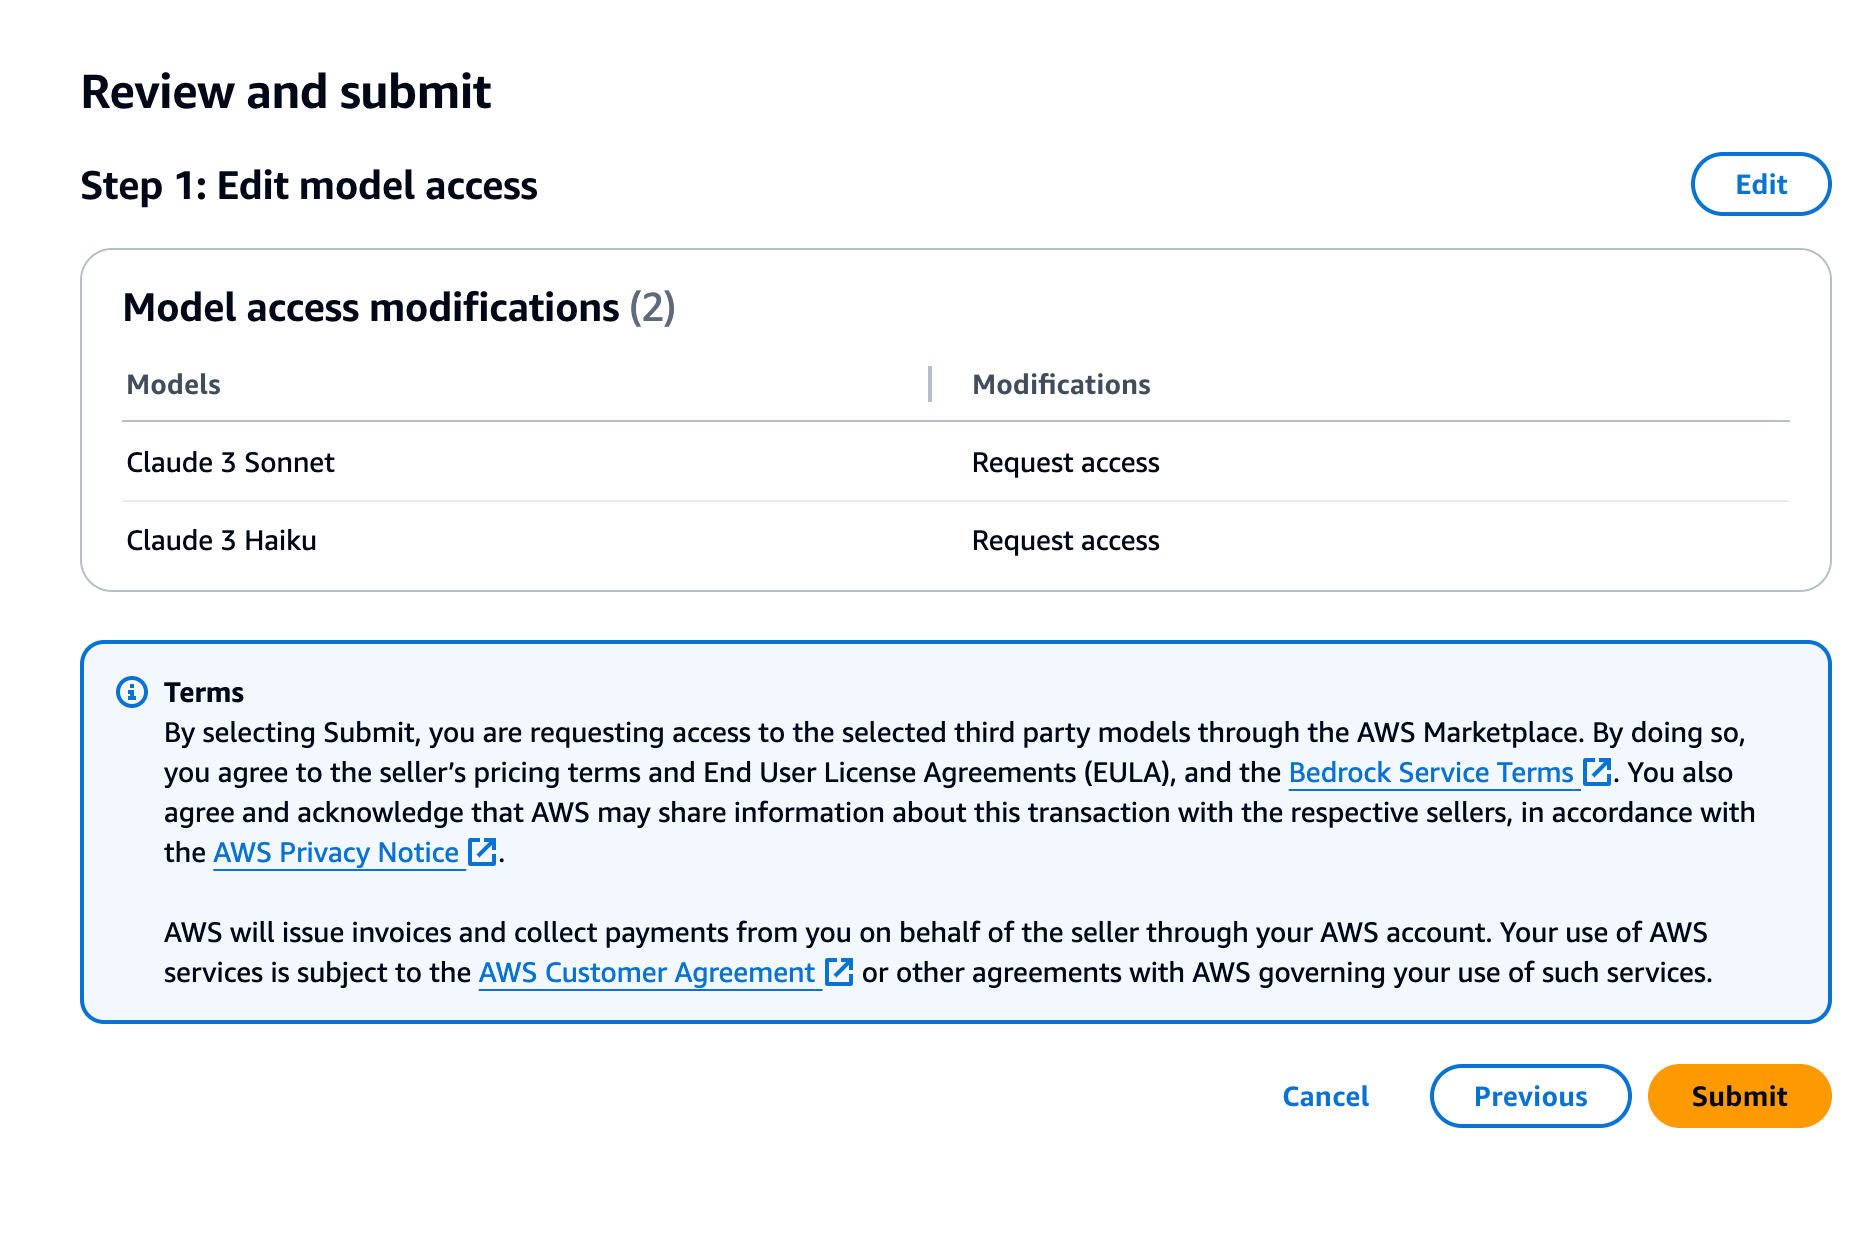 Review and submit
Step 1: Edit model access
Edit
Model access modifications (2)
Models
Modifications
Claude 3 Sonnet
Request access
Claude 3 Haiku
Request access
Terms
By selecting Submit, you are requesting access to the selected third party models through the AWS Marketplace. By doing so,
you agree to the seller’s pricing terms and End User License Agreements (EULA), and the Bedrock Service Terms. You also
agree and acknowledge that AWS may share information about this transaction with the respective sellers, in accordance with
the AWS Privacy Notice.
AWS will issue invoices and collect payments from you on behalf of the seller through your AWS account. Your use of AWS
services is subject to the AWS Customer Agreement or other agreements with AWS governing your use of such services.
Cancel
Previous
Submit